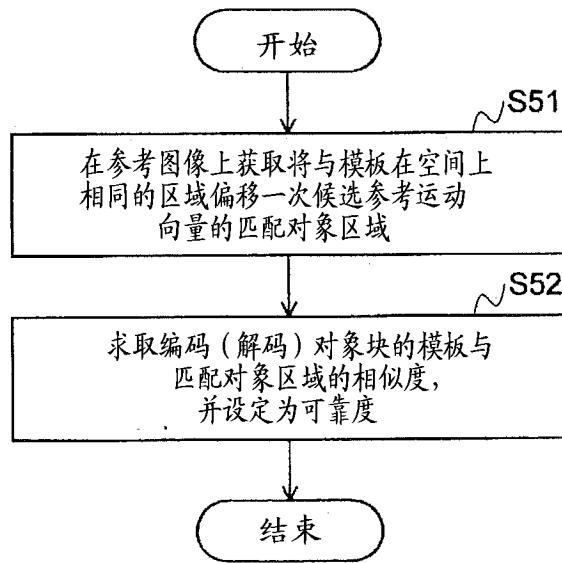 开始
S51
在参考图像上获取将与模板在空间上
相同的区域偏移一次候选参考运动
向量的匹配对象区域
S52
求取编码（解码）对象块的模板与
匹配对象区域的相似度，
并设定为可靠度
结束